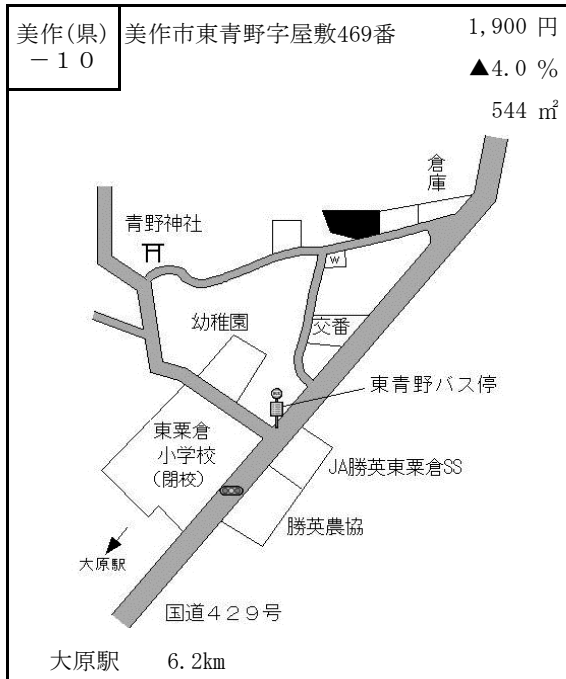 美作(県)
－１０
美作市東青野字屋敷469番
1,900 円
▲4.0 %
544 ㎡
倉庫
青野神社
W
幼稚園
交番
東青野バス停
東粟倉
小学校
（閉校）
JA勝英東粟倉SS
勝英農協
大原駅
国道４２９号
大原駅 6.2km